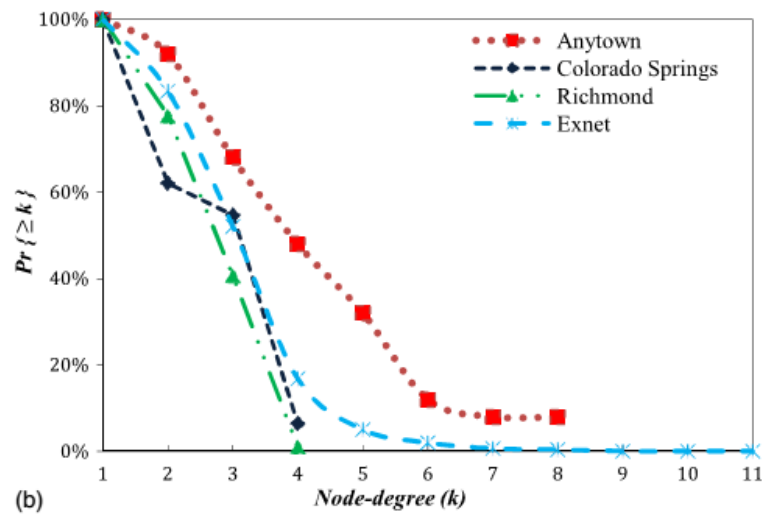 100%
80%
60%
40%
20%
0%
Pr { ≥ k }
Anytown
Colorado Springs
Richmond
Exnet
1 2 3 4 5 6 7 8 9 10 11
Node-degree (k)
(b)